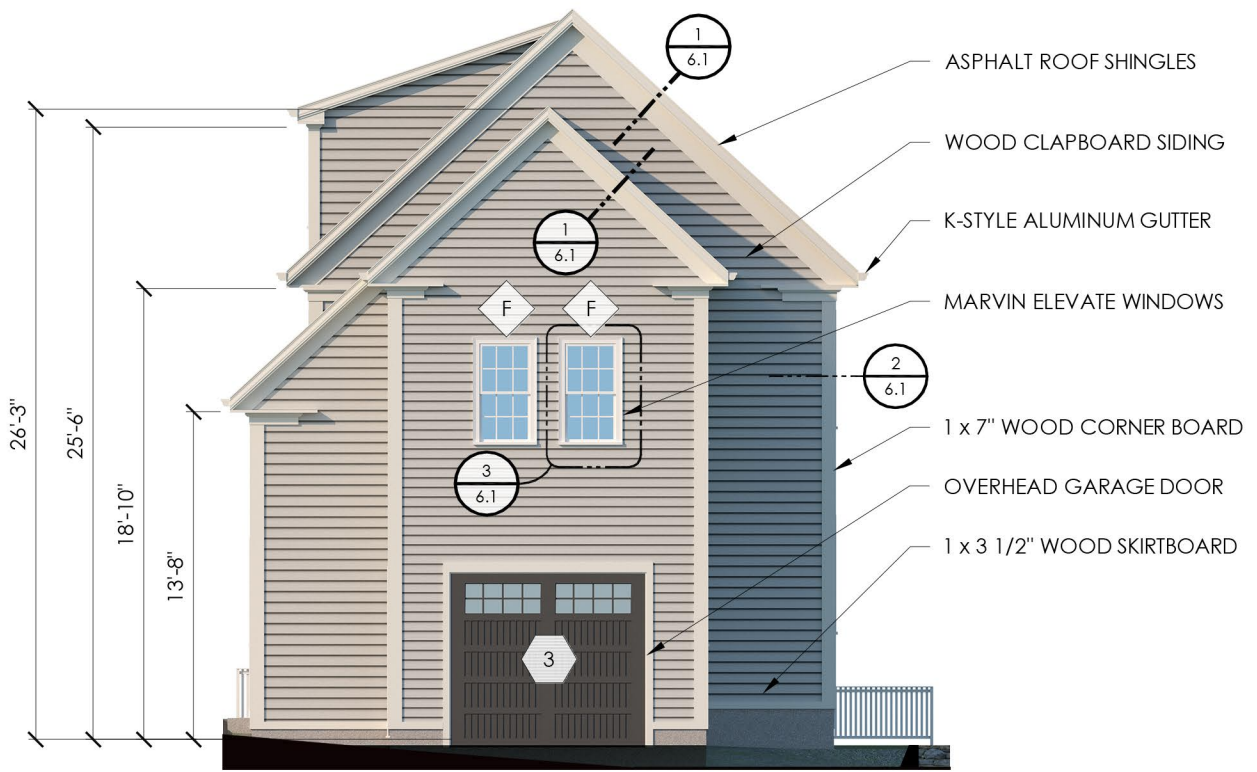 1
6.1
ASPHALT ROOF SHINGLES
WOOD CLAPBOARD SIDING
K-STYLE ALUMINUM GUTTER
1
6.1
F
F
MARVIN ELEVATE WINDOWS
2
6.1
1 x 7" WOOD CORNER BOARD
3
6.1
OVERHEAD GARAGE DOOR
1 x 3 1/2" WOOD SKIRTBOARD
3
26'-3"
25'-6"
18'-10"
13'-8"